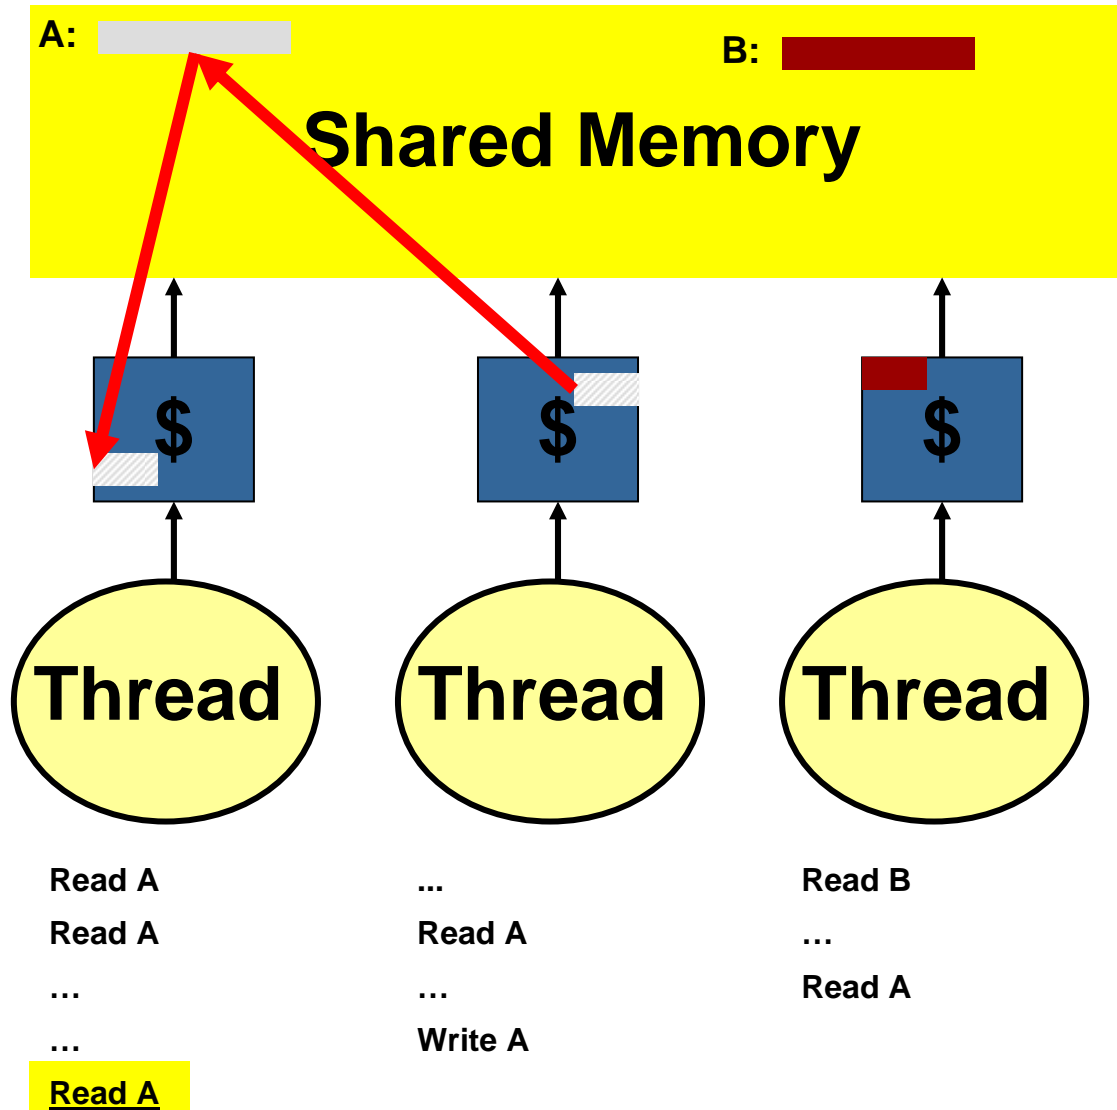 A:
B:
Shared Memory
$ $ $
Thread Thread Thread
Read A ... Read B
Read A Read A …
… … Read A
… Write A
Read A